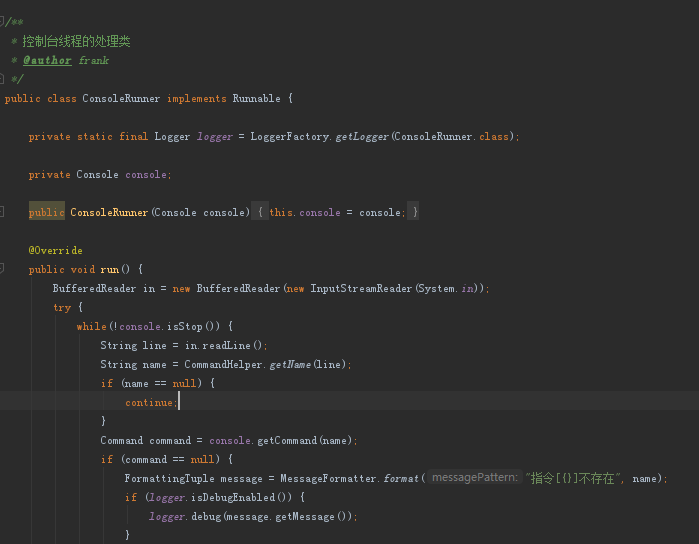 /**
 * 控制台线程的处理类
 * @author frank
 */
public class ConsoleRunner implements Runnable {
private static final Logger logger = LoggerFactory.getLogger(ConsoleRunner.class);
private Console console;
public ConsoleRunner(Console console) { this.console = console; }
@Override
public void run() {
BufferedReader in = new BufferedReader(new InputStreamReader(System.in));
try {
while(!console.isStop()) {
String line = in.readLine();
String name = CommandHelper.getName(line);
if (name == null) {
continue;
}
Command command = console.getCommand(name);
if (command == null) {
FormattingTuple message = MessageFormatter.format( messagePattern: "指令[{}]不存在", name);
if (logger.isDebugEnabled()) {
logger.debug(message.getMessage());
}